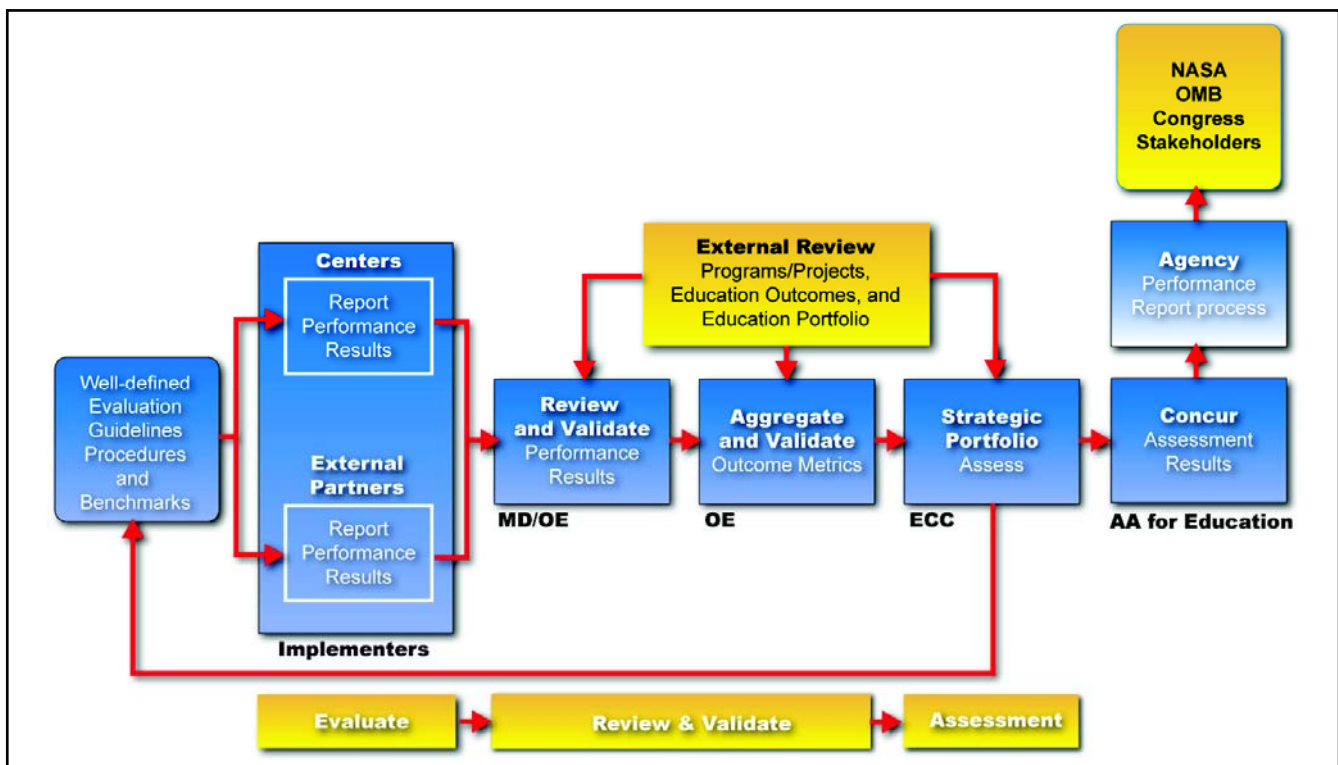 NASA
OMB
Congress
Stakeholders
Agency
Performance
Report process
External Review
Programs/Projects,
Education Outcomes, and
Education Portfolio
Centers
Report
Performance
Results
External
Partners
Report
Performance
Results
Implementers
Well-defined
Evaluation
Guidelines
Procedures
and
Benchmarks
Review
and Validate
Performance
Results
MD/OE
Aggregate
and Validate
Outcome Metrics
OE
Strategic
Portfolio
Assess
ECC
Concur
Assessment
Results
AA for Education
Evaluate
Review & Validate
Assessment